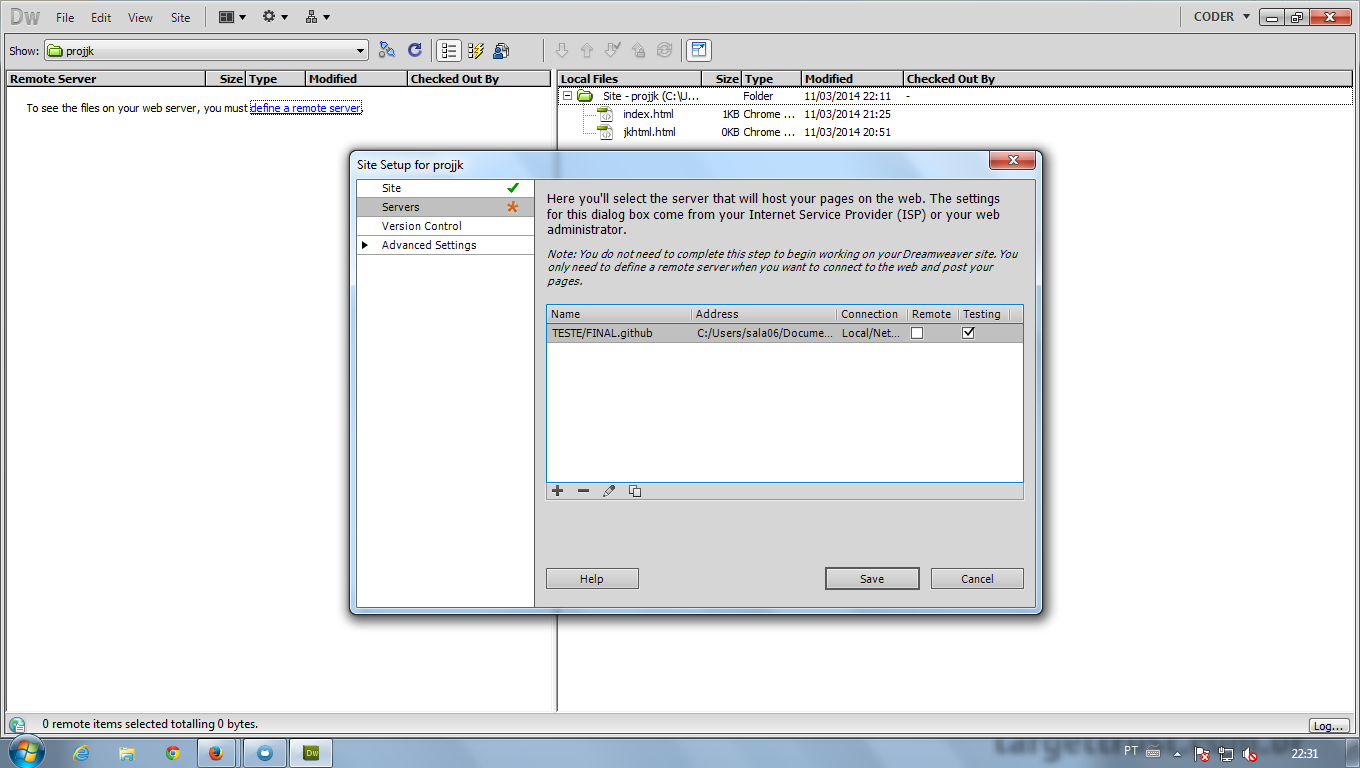 Dw File Edit View Site CODER
Show: projjk
Remote Server Size Type Modified Checked Out By
To see the files on your web server, you must define a remote server.
Local Files Size Type Modified Checked Out By
Site - projjk (C:\U... Folder 11/03/2014 22:11 -
index.html 1KB Chrome ... 11/03/2014 21:25
jkhtml.html 0KB Chrome ... 11/03/2014 20:51
Site Setup for projjk
Site
Servers
Version Control
Advanced Settings
Here you'll select the server that will host your pages on the web. The settings
for this dialog box come from your Internet Service Provider (ISP) or your web
administrator.
Note: You do not need to complete this step to begin working on your Dreamweaver site. You
only need to define a remote server when you want to connect to the web and post your
pages.
Name Address Connection Remote Testing
TESTE/FINAL.github C:/Users/sala06/Docume... Local/Net...
Help Save Cancel
0 remote items selected totalling 0 bytes.
Log...
Dw
PT
22:31